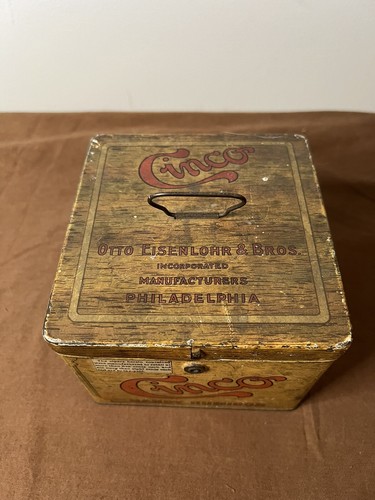 Cinco
OTTO EISENLOHR & BROS.
INCORPORATED
MANUFACTURERS
PHILADELPHIA
Cinco